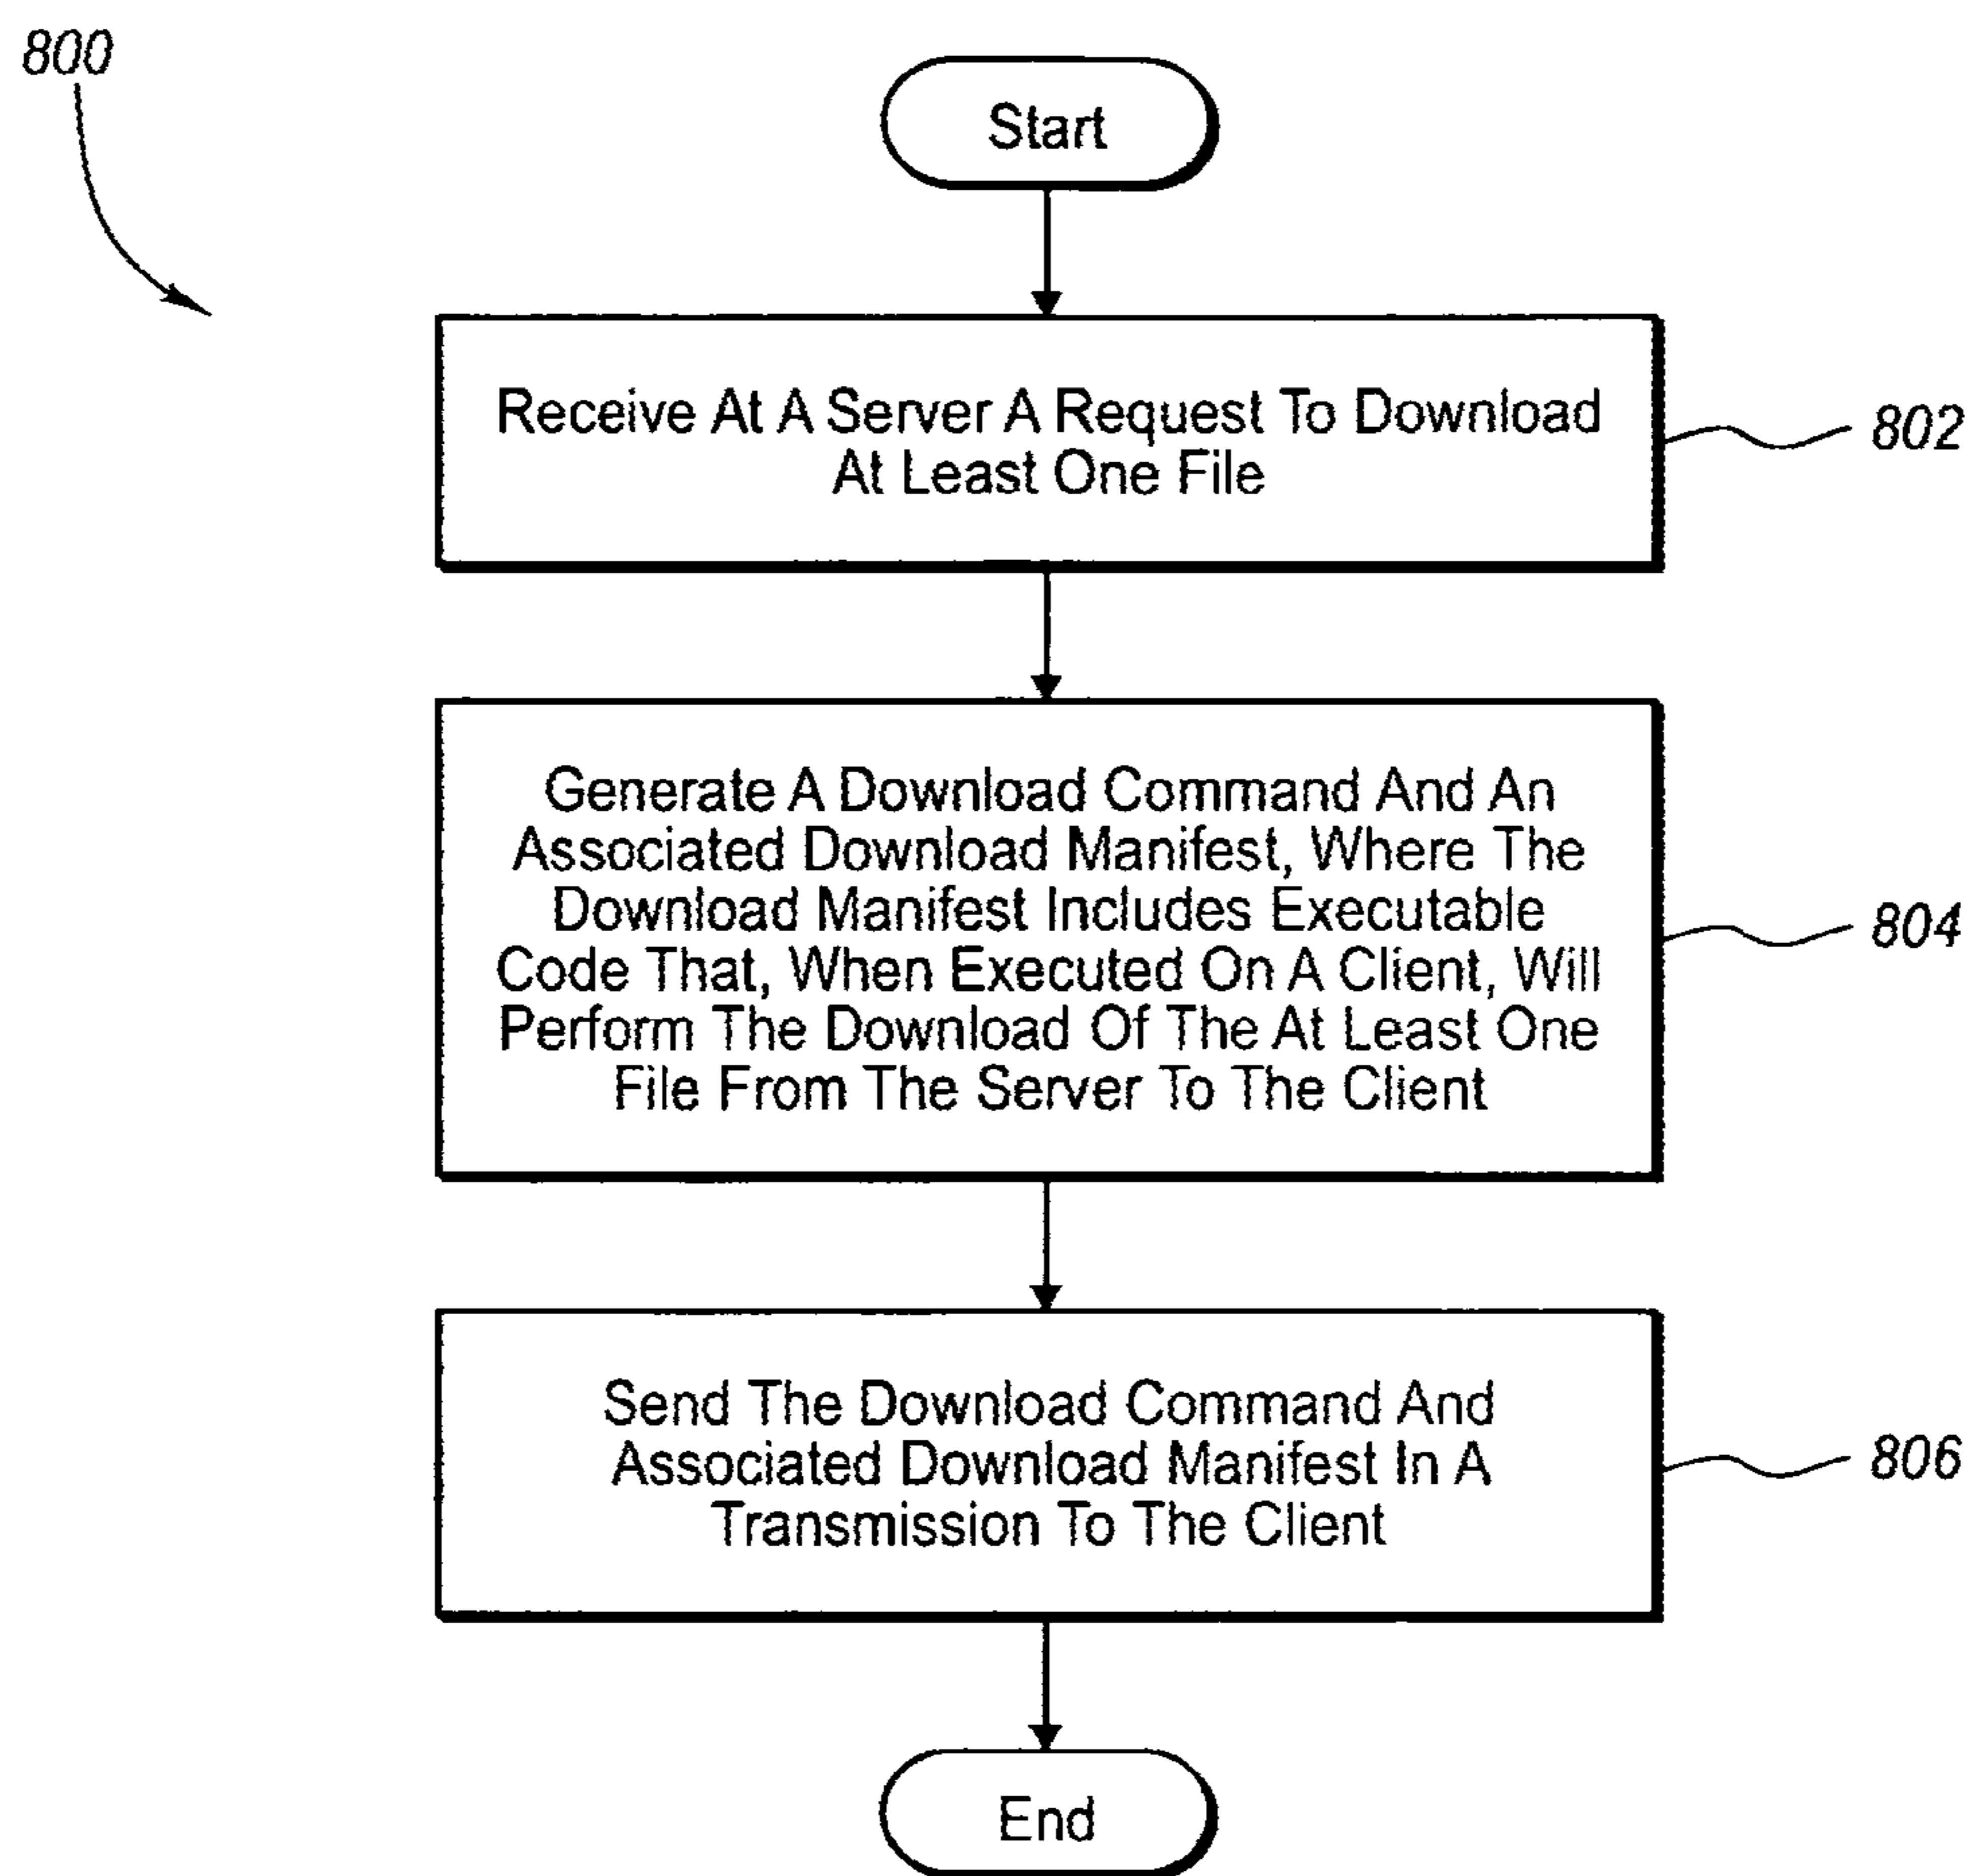 800
Start
Receive At A Server A Request To Download
At Least One File
802
Generate A Download Command And An
Associated Download Manifest, Where The
Download Manifest Includes Executable
Code That, When Executed On A Client, Will
Perform The Download Of The At Least One
File From The Server To The Client
804
Send The Download Command And
Associated Download Manifest In A
Transmission To The Client
806
End